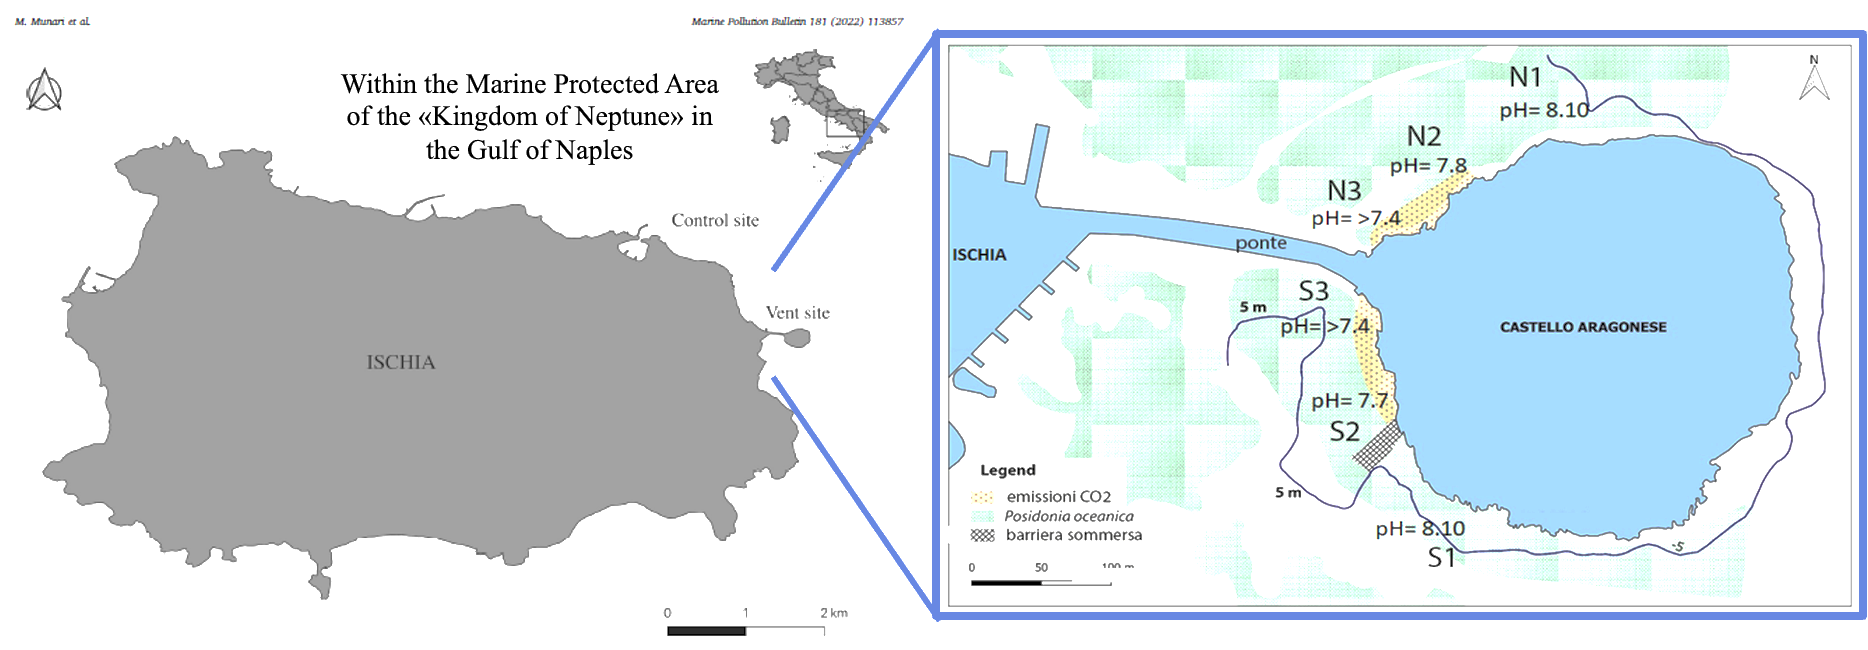 M. Munari et al.
Marine Pollution Bulletin 181 (2022) 113857
Within the Marine Protected Area
of the «Kingdom of Neptune» in
the Gulf of Naples
Control site
Vent site
ISCHIA
0 1 2 km
N
N1
pH= 8.10
N2
pH= 7.8
N3
pH= >7.4
ponte
ISCHIA
S3
5 m
pH= >7.4
CASTELLO ARAGONESE
pH= 7.7
S2
5 m
pH= 8.10
S1
-5
Legend
emissioni CO2
Posidonia oceanica
barriera sommersa
0 50 100 m